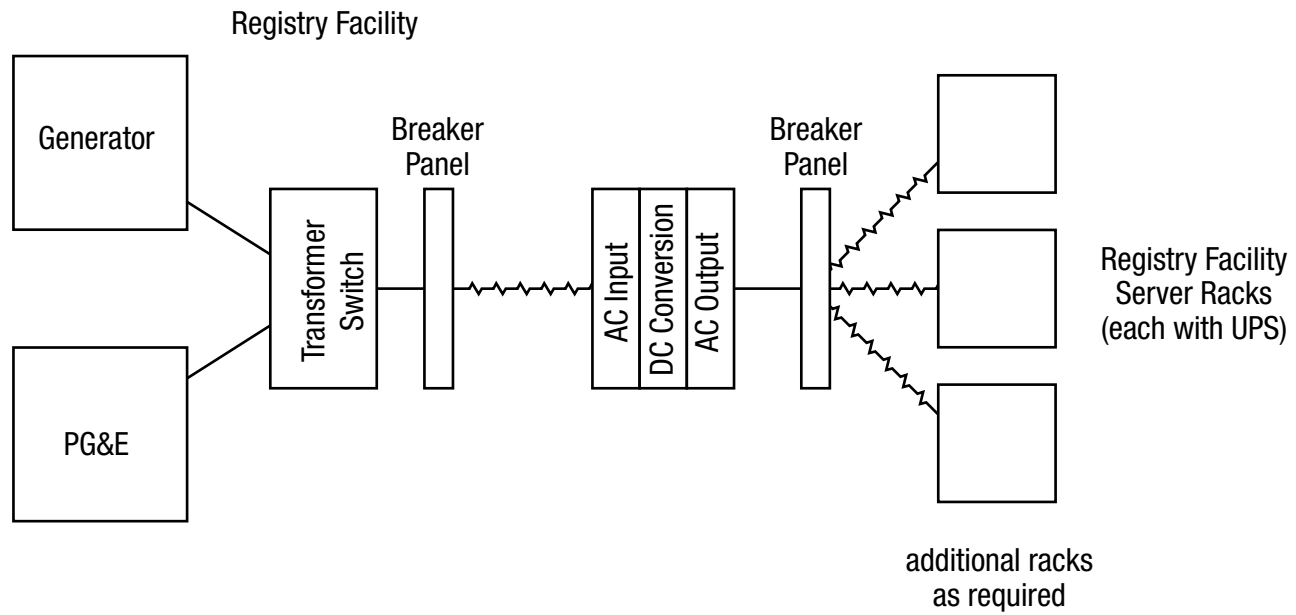 Registry Facility
Generator
PG&E
Transformer
Switch
Breaker
Panel
AC Input
DC Conversion
AC Output
Breaker
Panel
Registry Facility
Server Racks
(each with UPS)
additional racks
as required